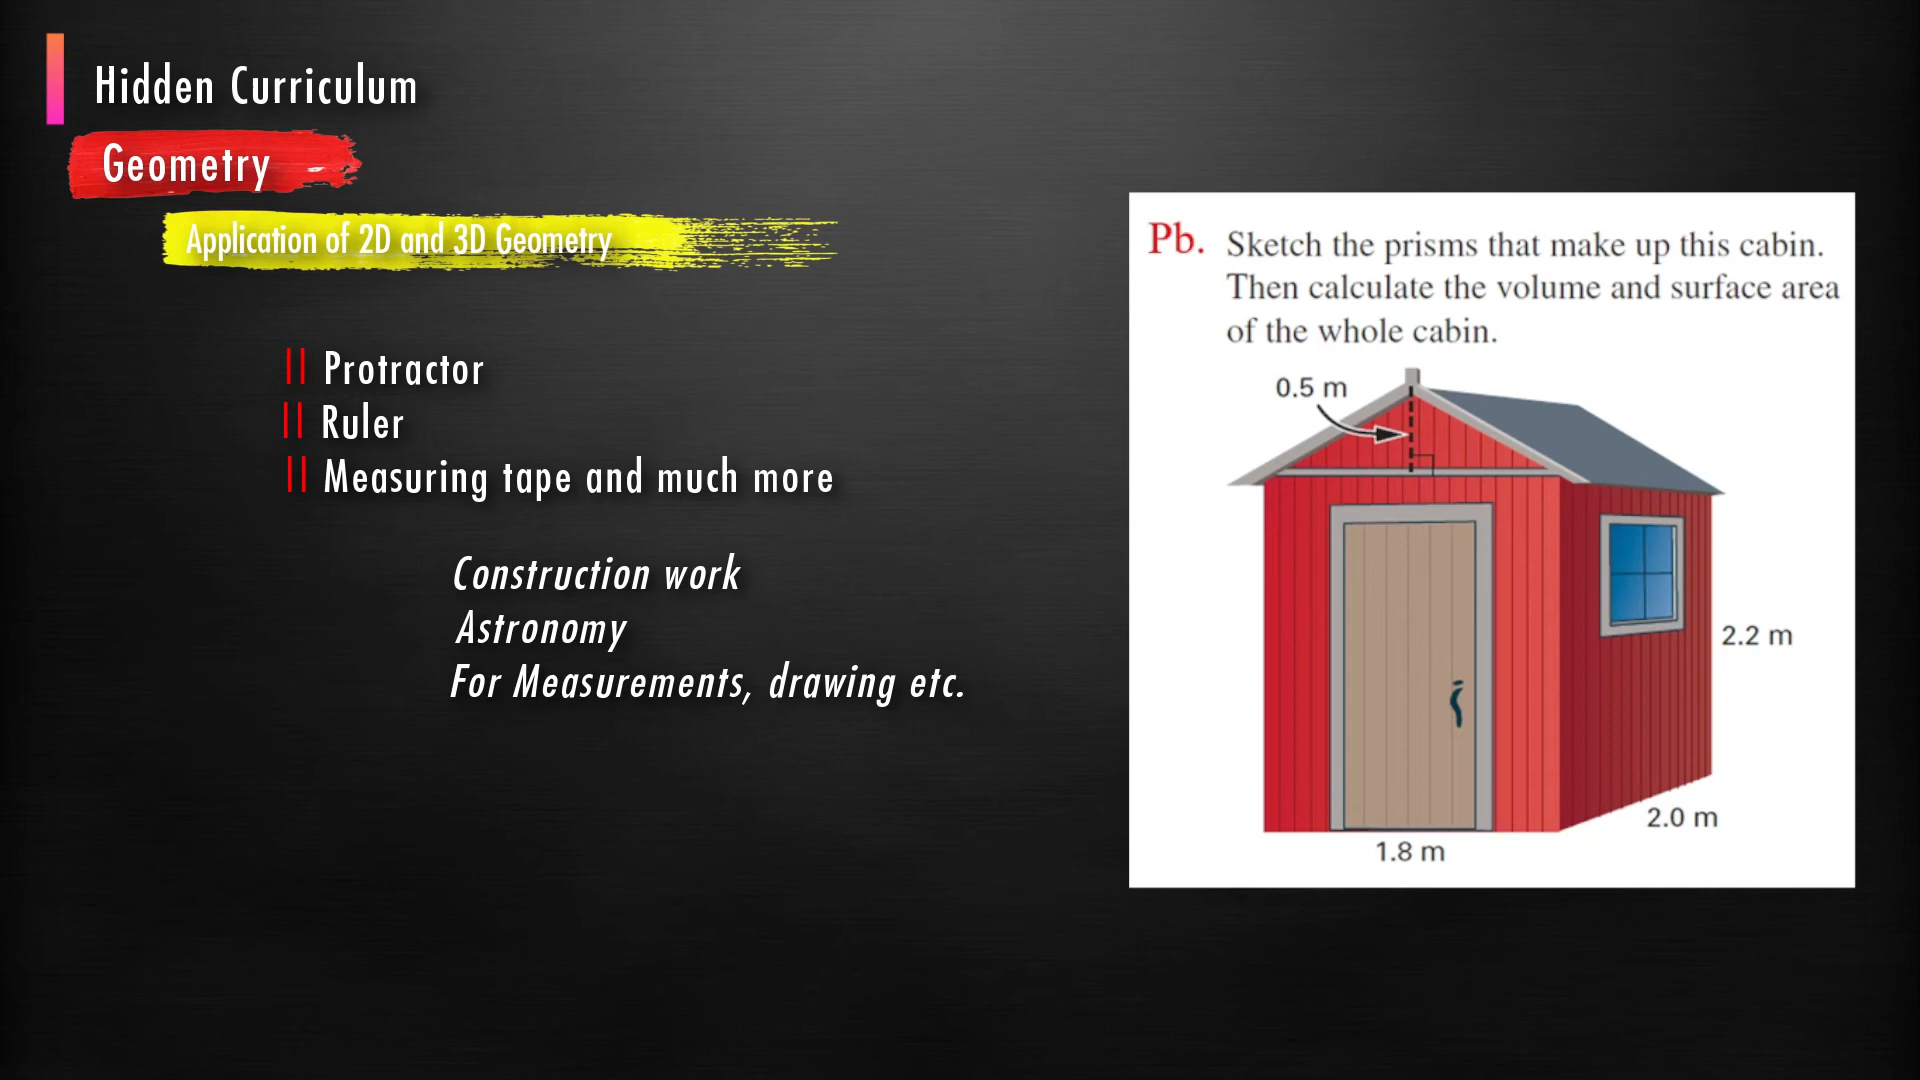 Hidden Curriculum
Geometry
Application of 2D and 3D Geometry
Protractor
Ruler
Measuring tape and much more
Construction work
Astronomy
For Measurements, drawing etc.
Pb. Sketch the prisms that make up this cabin.
Then calculate the volume and surface area
of the whole cabin.
0.5 m
2.2 m
2.0 m
1.8 m